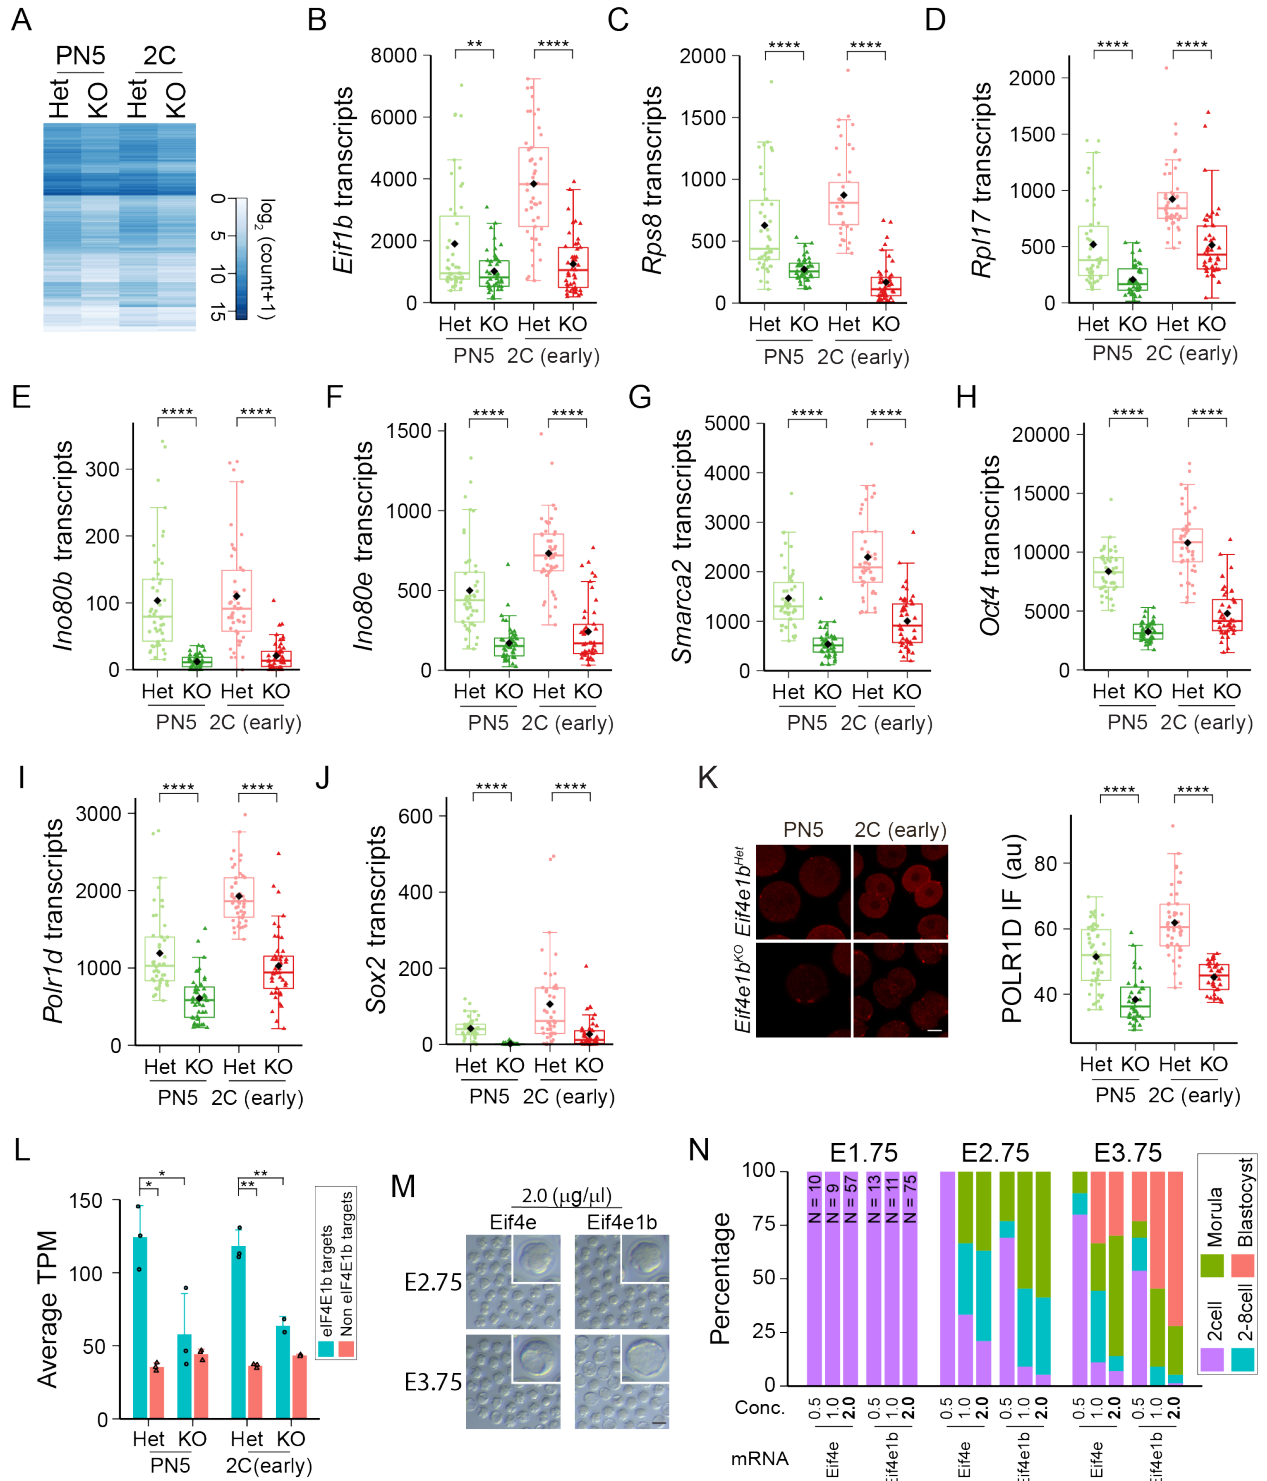 A
PN5 2C
Het KO Het KO
0
5
10
15
log2 (count+1)
B
Eif1b transcripts
8000
6000
4000
2000
0
** ****
Het KO Het KO
PN5 2C (early)
C
Rps8 transcripts
2000
1500
1000
500
0
**** ****
Het KO Het KO
PN5 2C (early)
D
Rpl17 transcripts
2000
1500
1000
500
0
**** ****
Het KO Het KO
PN5 2C (early)
E
Ino80b transcripts
300
200
100
0
**** ****
Het KO Het KO
PN5 2C (early)
F
Ino80e transcripts
1500
1000
500
0
**** ****
Het KO Het KO
PN5 2C (early)
G
Smarca2 transcripts
5000
4000
3000
2000
1000
0
**** ****
Het KO Het KO
PN5 2C (early)
H
Oct4 transcripts
20000
15000
10000
5000
0
**** ****
Het KO Het KO
PN5 2C (early)
I
Polr1d transcripts
3000
2000
1000
0
**** ****
Het KO Het KO
PN5 2C (early)
J
Sox2 transcripts
600
400
200
0
**** ****
Het KO Het KO
PN5 2C (early)
K
PN5 2C (early)
Eif4e1bHet
Eif4e1bKO
POLR1D IF (au)
80
60
40
**** ****
Het KO Het KO
PN5 2C (early)
L
Average TPM
150
100
50
0
* * ** **
Het KO Het KO
PN5 2C(early)
eIF4E1b targets
Non eIF4E1b targets
M
2.0 (μg/μl)
Eif4e Eif4e1b
E2.75
E3.75
N
E1.75 E2.75 E3.75
Percentage
100
75
50
25
0
N = 10
N = 9
N = 57
N = 13
N = 11
N = 75
Conc. 0.5 1.0 2.0 0.5 1.0 2.0 0.5 1.0 2.0 0.5 1.0 2.0 0.5 1.0 2.0 0.5 1.0 2.0
mRNA Eif4e Eif4e1b Eif4e Eif4e1b Eif4e Eif4e1b
Morula
Blastocyst
2cell
2-8cell